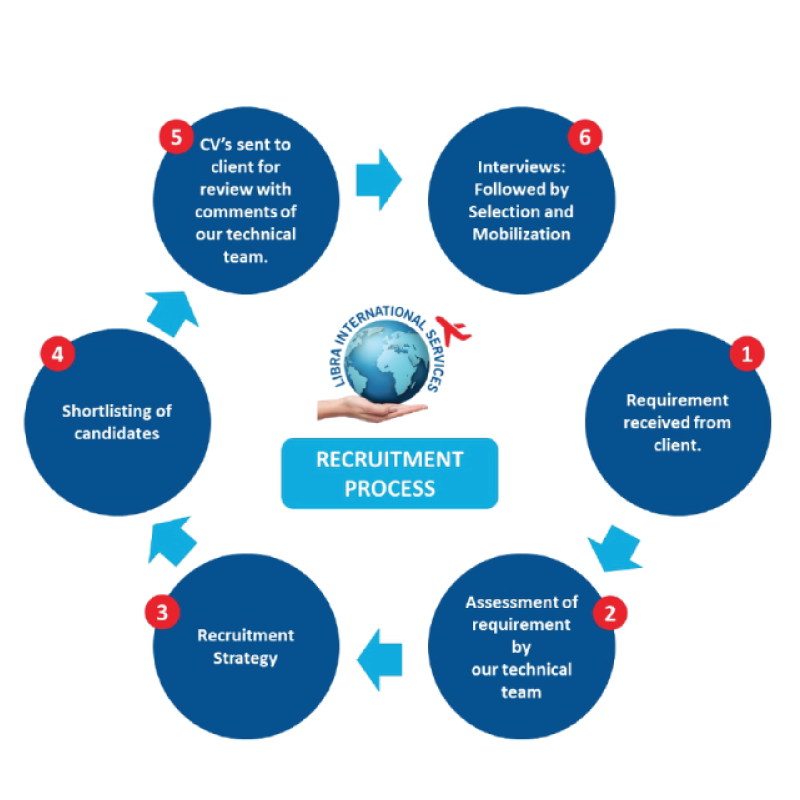 5
CV’s sent to
client for
review with
comments of
our technical
team.
6
Interviews:
Followed by
Selection and
Mobilization
4
Shortlisting of
candidates
LIBRA INTERNATIONAL SERVICES
RECRUITMENT
PROCESS
1
Requirement
received from
client.
3
Recruitment
Strategy
2
Assessment of
requirement
by
our technical
team